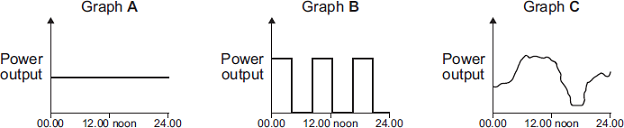 Graph A
Power output
00.00 12.00 noon 24.00
Graph B
Power output
00.00 12.00 noon 24.00
Graph C
Power output
00.00 12.00 noon 24.00